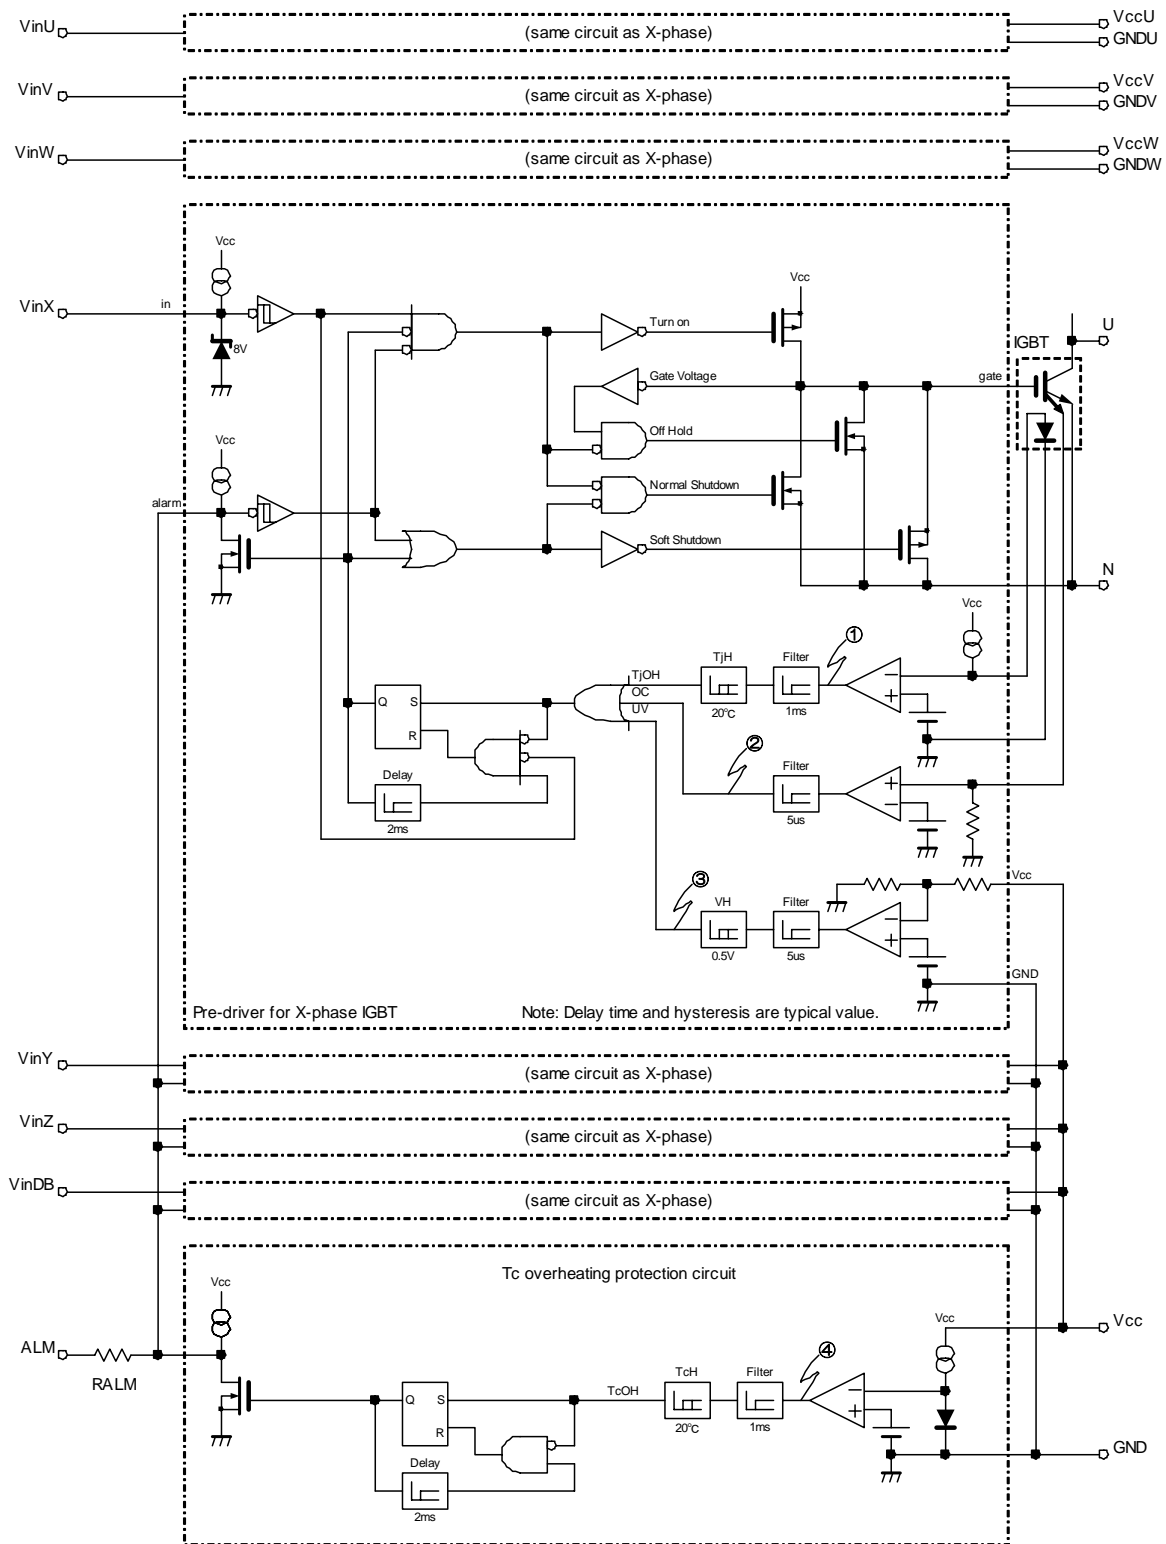 VinU
(same circuit as X-phase)
VccU
GNDU
VinV
(same circuit as X-phase)
VccV
GNDV
VinW
(same circuit as X-phase)
VccW
GNDW
Vcc
VinX
in
8V
Vcc
Turn on
Gate Voltage
Off Hold
Normal Shutdown
Soft Shutdown
gate
IGBT
U
Vcc
alarm
N
Vcc
①
TjH
Filter
TjOH
OC
UV
20℃
1ms
−
+
Q
S
R
②
Filter
5us
+
−
Delay
2ms
③
VH
Filter
0.5V
5us
Vcc
−
+
GND
Pre-driver for X-phase IGBT
Note: Delay time and hysteresis are typical value.
VinY
(same circuit as X-phase)
VinZ
(same circuit as X-phase)
VinDB
(same circuit as X-phase)
Tc overheating protection circuit
Vcc
ALM
RALM
Vcc
Vcc
④
TcH
Filter
TcOH
20℃
1ms
−
+
Q
S
R
GND
Delay
2ms